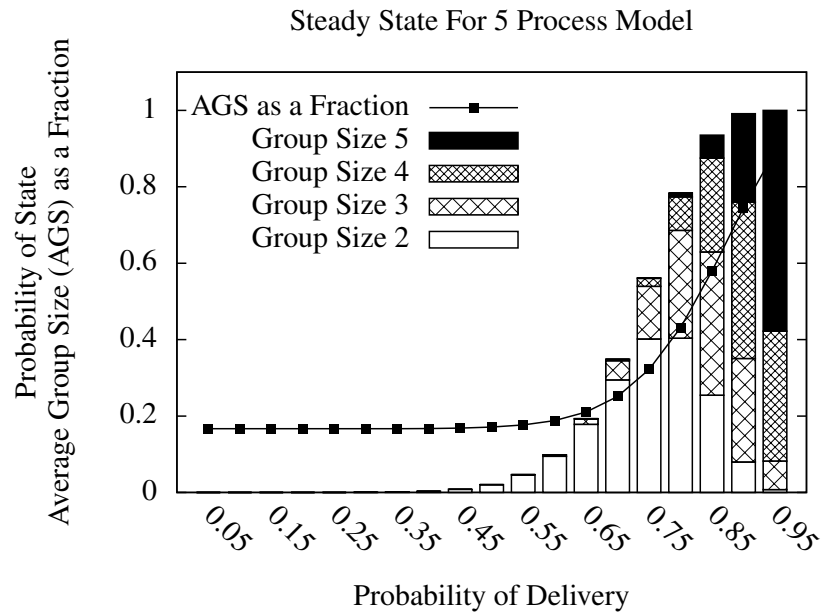 Steady State For 5 Process Model
Probability of State
Average Group Size (AGS) as a Fraction
1
0.8
0.6
0.4
0.2
0
AGS as a Fraction
Group Size 5
Group Size 4
Group Size 3
Group Size 2
0.05
0.15
0.25
0.35
0.45
0.55
0.65
0.75
0.85
0.95
Probability of Delivery